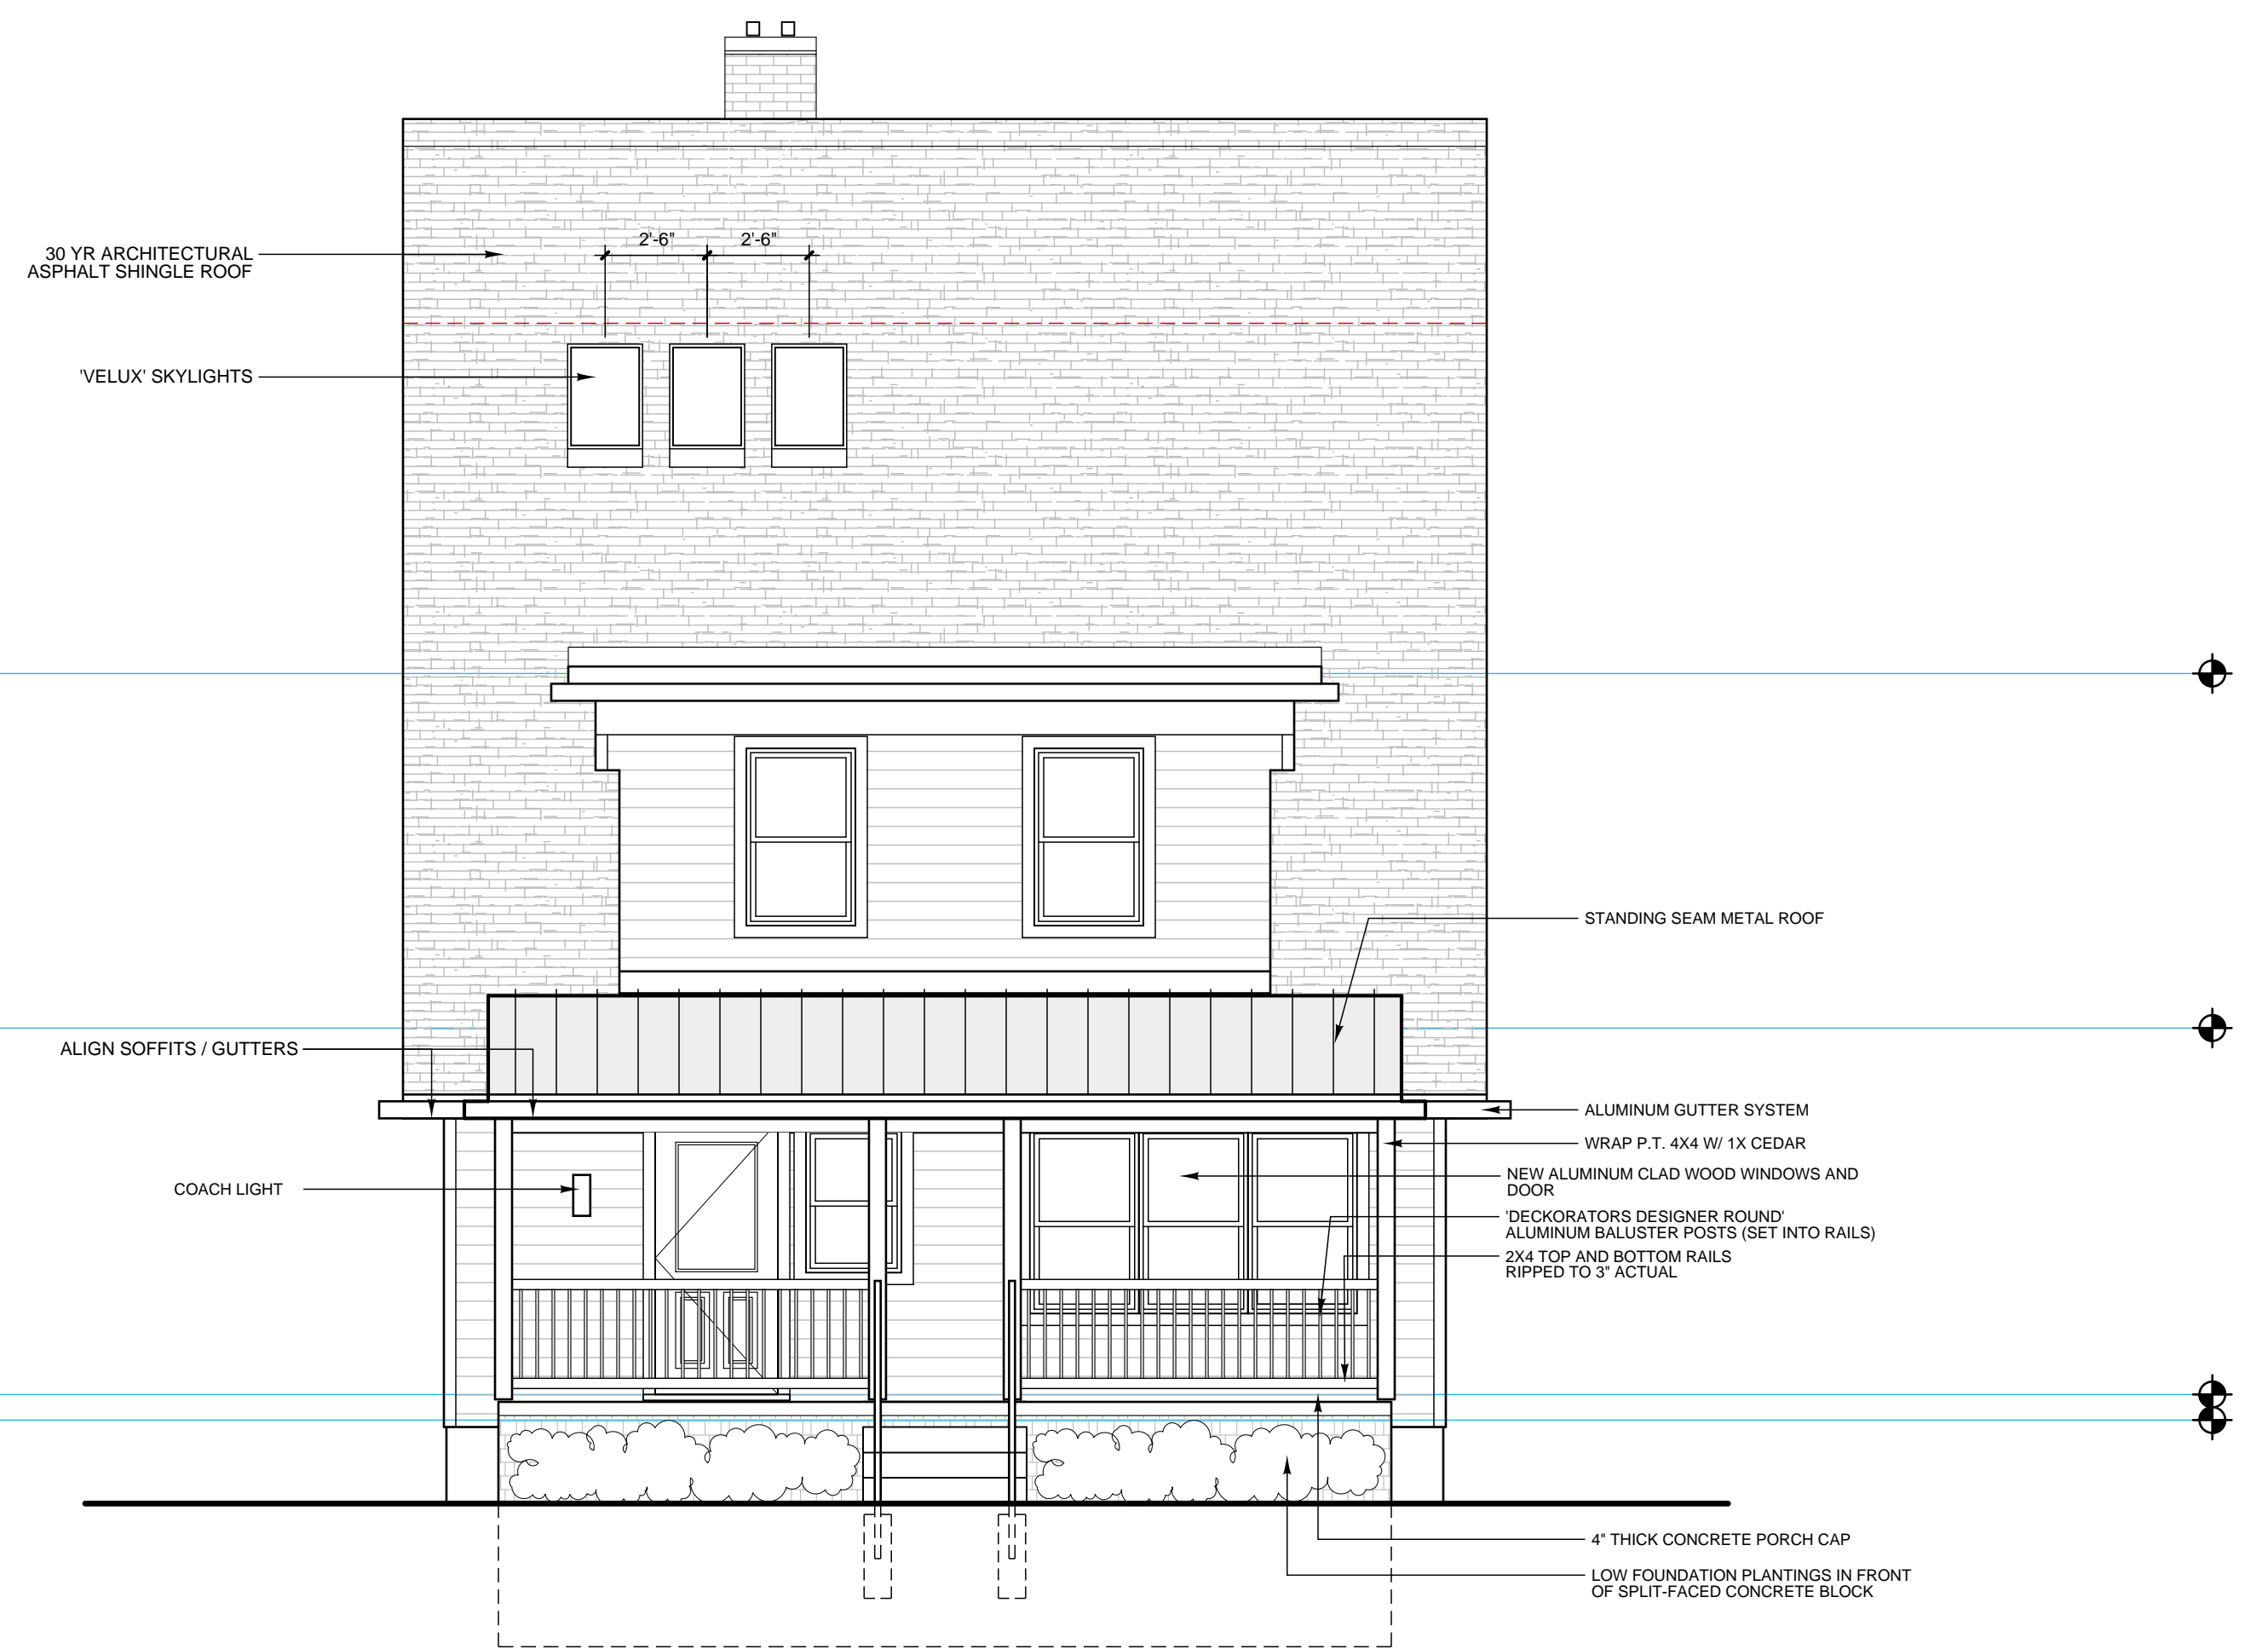 2'-6" 2'-6"
30 YR ARCHITECTURAL
ASPHALT SHINGLE ROOF
'VELUX' SKYLIGHTS
STANDING SEAM METAL ROOF
ALIGN SOFFITS / GUTTERS
ALUMINUM GUTTER SYSTEM
WRAP P.T. 4X4 W/ 1X CEDAR
COACH LIGHT
NEW ALUMINUM CLAD WOOD WINDOWS AND
DOOR
'DECKORATORS DESIGNER ROUND'
ALUMINUM BALUSTER POSTS (SET INTO RAILS)
2X4 TOP AND BOTTOM RAILS
RIPPED TO 3" ACTUAL
4" THICK CONCRETE PORCH CAP
LOW FOUNDATION PLANTINGS IN FRONT
OF SPLIT-FACED CONCRETE BLOCK